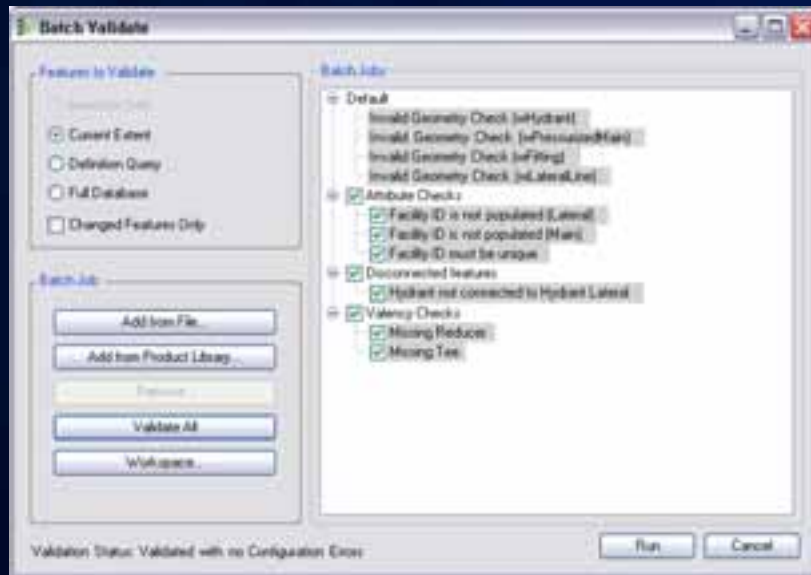 Batch Validate
Features to Validate
Selection Only
Current Extent
Definition Query
Full Database
Changed Features Only
Batch Job
Add from File...
Add from Product Library...
Remove
Validate All
Workspace...
Batch Jobs
Default
Invalid Geometry Check (wHydrant)
Invalid Geometry Check (wPressurizedMain)
Invalid Geometry Check (wFitting)
Invalid Geometry Check (wLateralLine)
Attribute Checks
Facility ID is not populated (Lateral)
Facility ID is not populated (Main)
Facility ID must be unique
Disconnected features
Hydrant not connected to Hydrant Lateral
Valency Checks
Missing Reducer
Missing Tee
Validation Status: Validated with no Configuration Errors
Run
Cancel